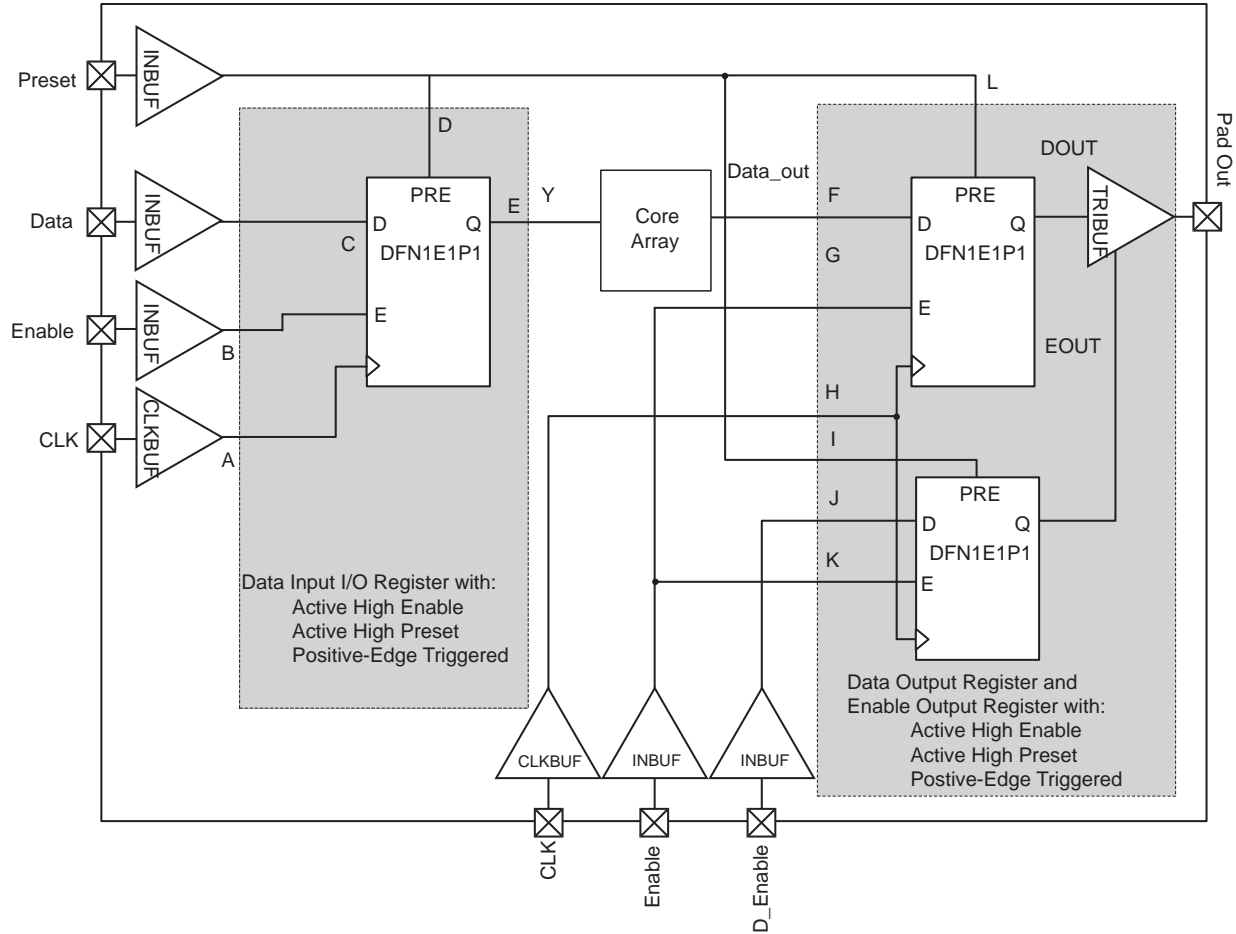 Preset
INBUF
L
D
Pad Out
DOUT
Data
INBUF
PRE
D
Q
DFN1E1P1
C
E
E
Y
Core
Array
Data_out
F
G
PRE
D
Q
DFN1E1P1
E
TRIBUF
EOUT
Enable
INBUF
B
CLK
CLKBUF
A
H
I
J
K
PRE
D
Q
DFN1E1P1
E
Data Input I/O Register with:
Active High Enable
Active High Preset
Positive-Edge Triggered
Data Output Register and
Enable Output Register with:
Active High Enable
Active High Preset
Postive-Edge Triggered
CLKBUF
INBUF
INBUF
CLK
Enable
D_Enable